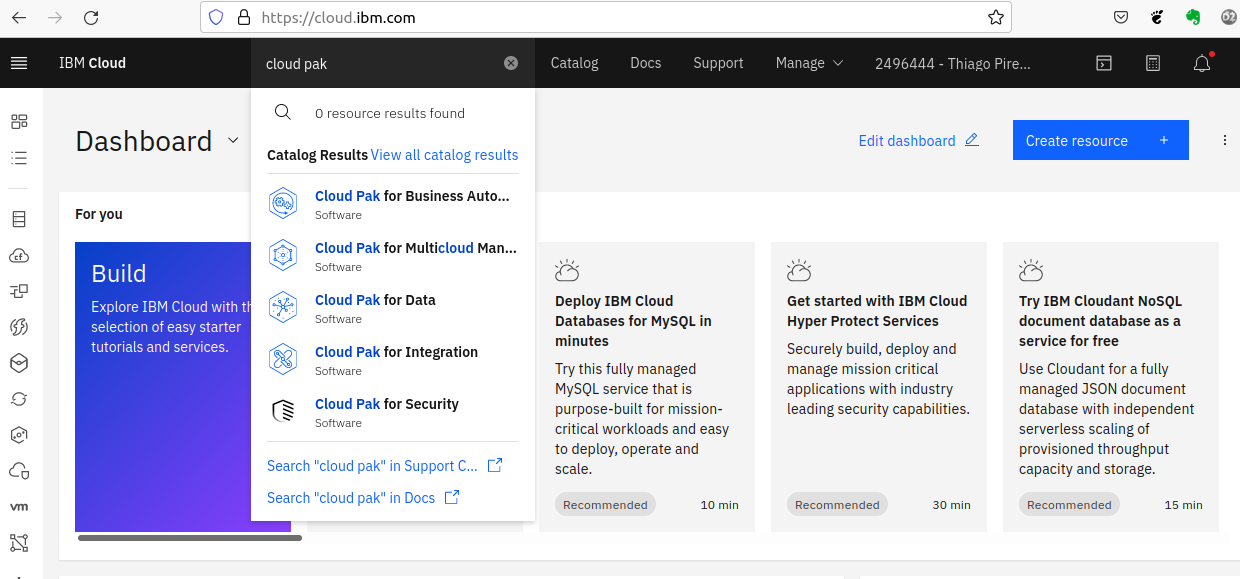 https://cloud.ibm.com
IBM Cloud
cloud pak
Catalog
Docs
Support
Manage
2496444 - Thiago Pire...
0 resource results found
Catalog Results View all catalog results
Cloud Pak for Business Auto...
Software
Cloud Pak for Multicloud Man...
Software
Cloud Pak for Data
Software
Cloud Pak for Integration
Software
Cloud Pak for Security
Software
Search "cloud pak" in Support C...
Search "cloud pak" in Docs
Dashboard
Edit dashboard
Create resource +
For you
Build
Explore IBM Cloud with th
selection of easy starter
tutorials and services.
Deploy IBM Cloud
Databases for MySQL in
minutes
Try this fully managed
MySQL service that is
purpose-built for mission-
critical workloads and easy
to deploy, operate and
scale.
Recommended
10 min
Get started with IBM Cloud
Hyper Protect Services
Securely build, deploy and
manage mission critical
applications with industry
leading security capabilities.
Recommended
30 min
Try IBM Cloudant NoSQL
document database as a
service for free
Use Cloudant for a fully
managed JSON document
database with independent
serverless scaling of
provisioned throughput
capacity and storage.
Recommended
15 min
cf
vm